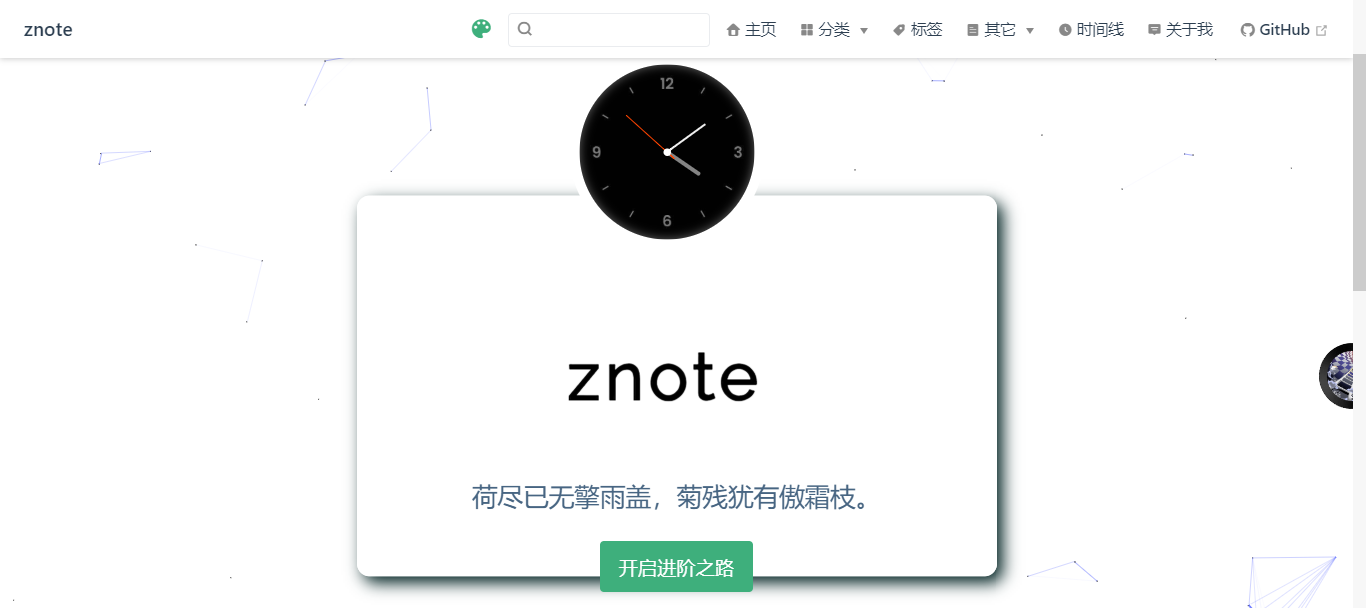 znote
主页
分类
标签
其它
时间线
关于我
GitHub
12
9
3
6
znote
荷尽已无擎雨盖，菊残犹有傲霜枝。
开启进阶之路